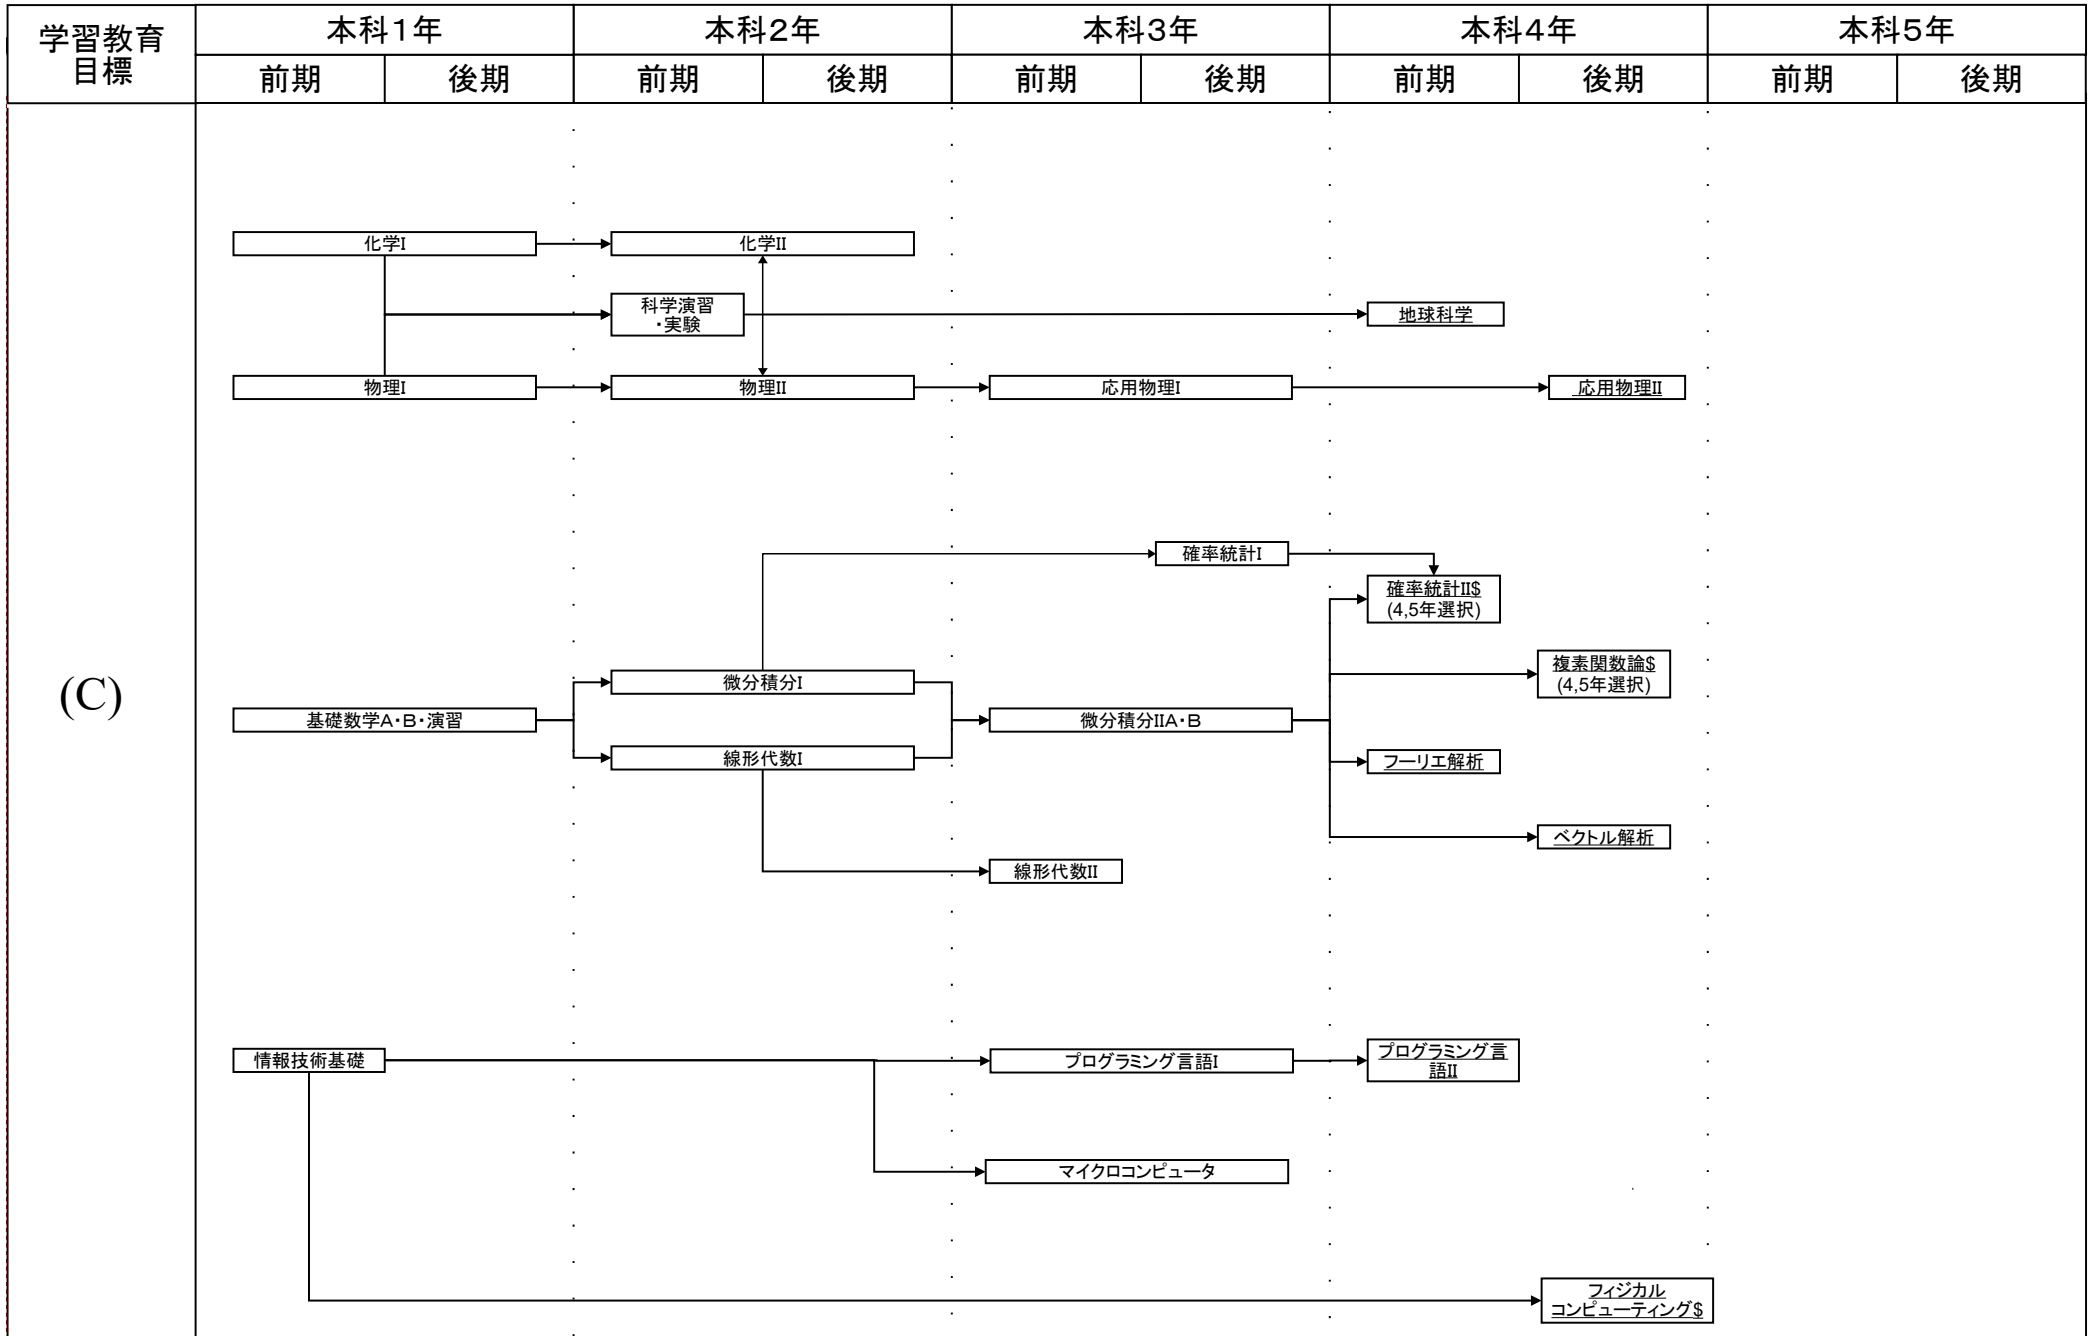 学習教育
目標
本科1年
本科2年
本科3年
本科4年
本科5年
前期
後期
前期
後期
前期
後期
前期
後期
前期
後期
化学I
化学II
科学演習
・実験
地球科学
物理I
物理II
応用物理I
応用物理II
確率統計I
確率統計II$
(4,5年選択)
複素関数論$
(4,5年選択)
(C)
微分積分I
基礎数学A・B・演習
微分積分IIA・B
線形代数I
フーリエ解析
ベクトル解析
線形代数II
情報技術基礎
プログラミング言語I
プログラミング言
語II
マイクロコンピュータ
フィジカル
コンピューティング$